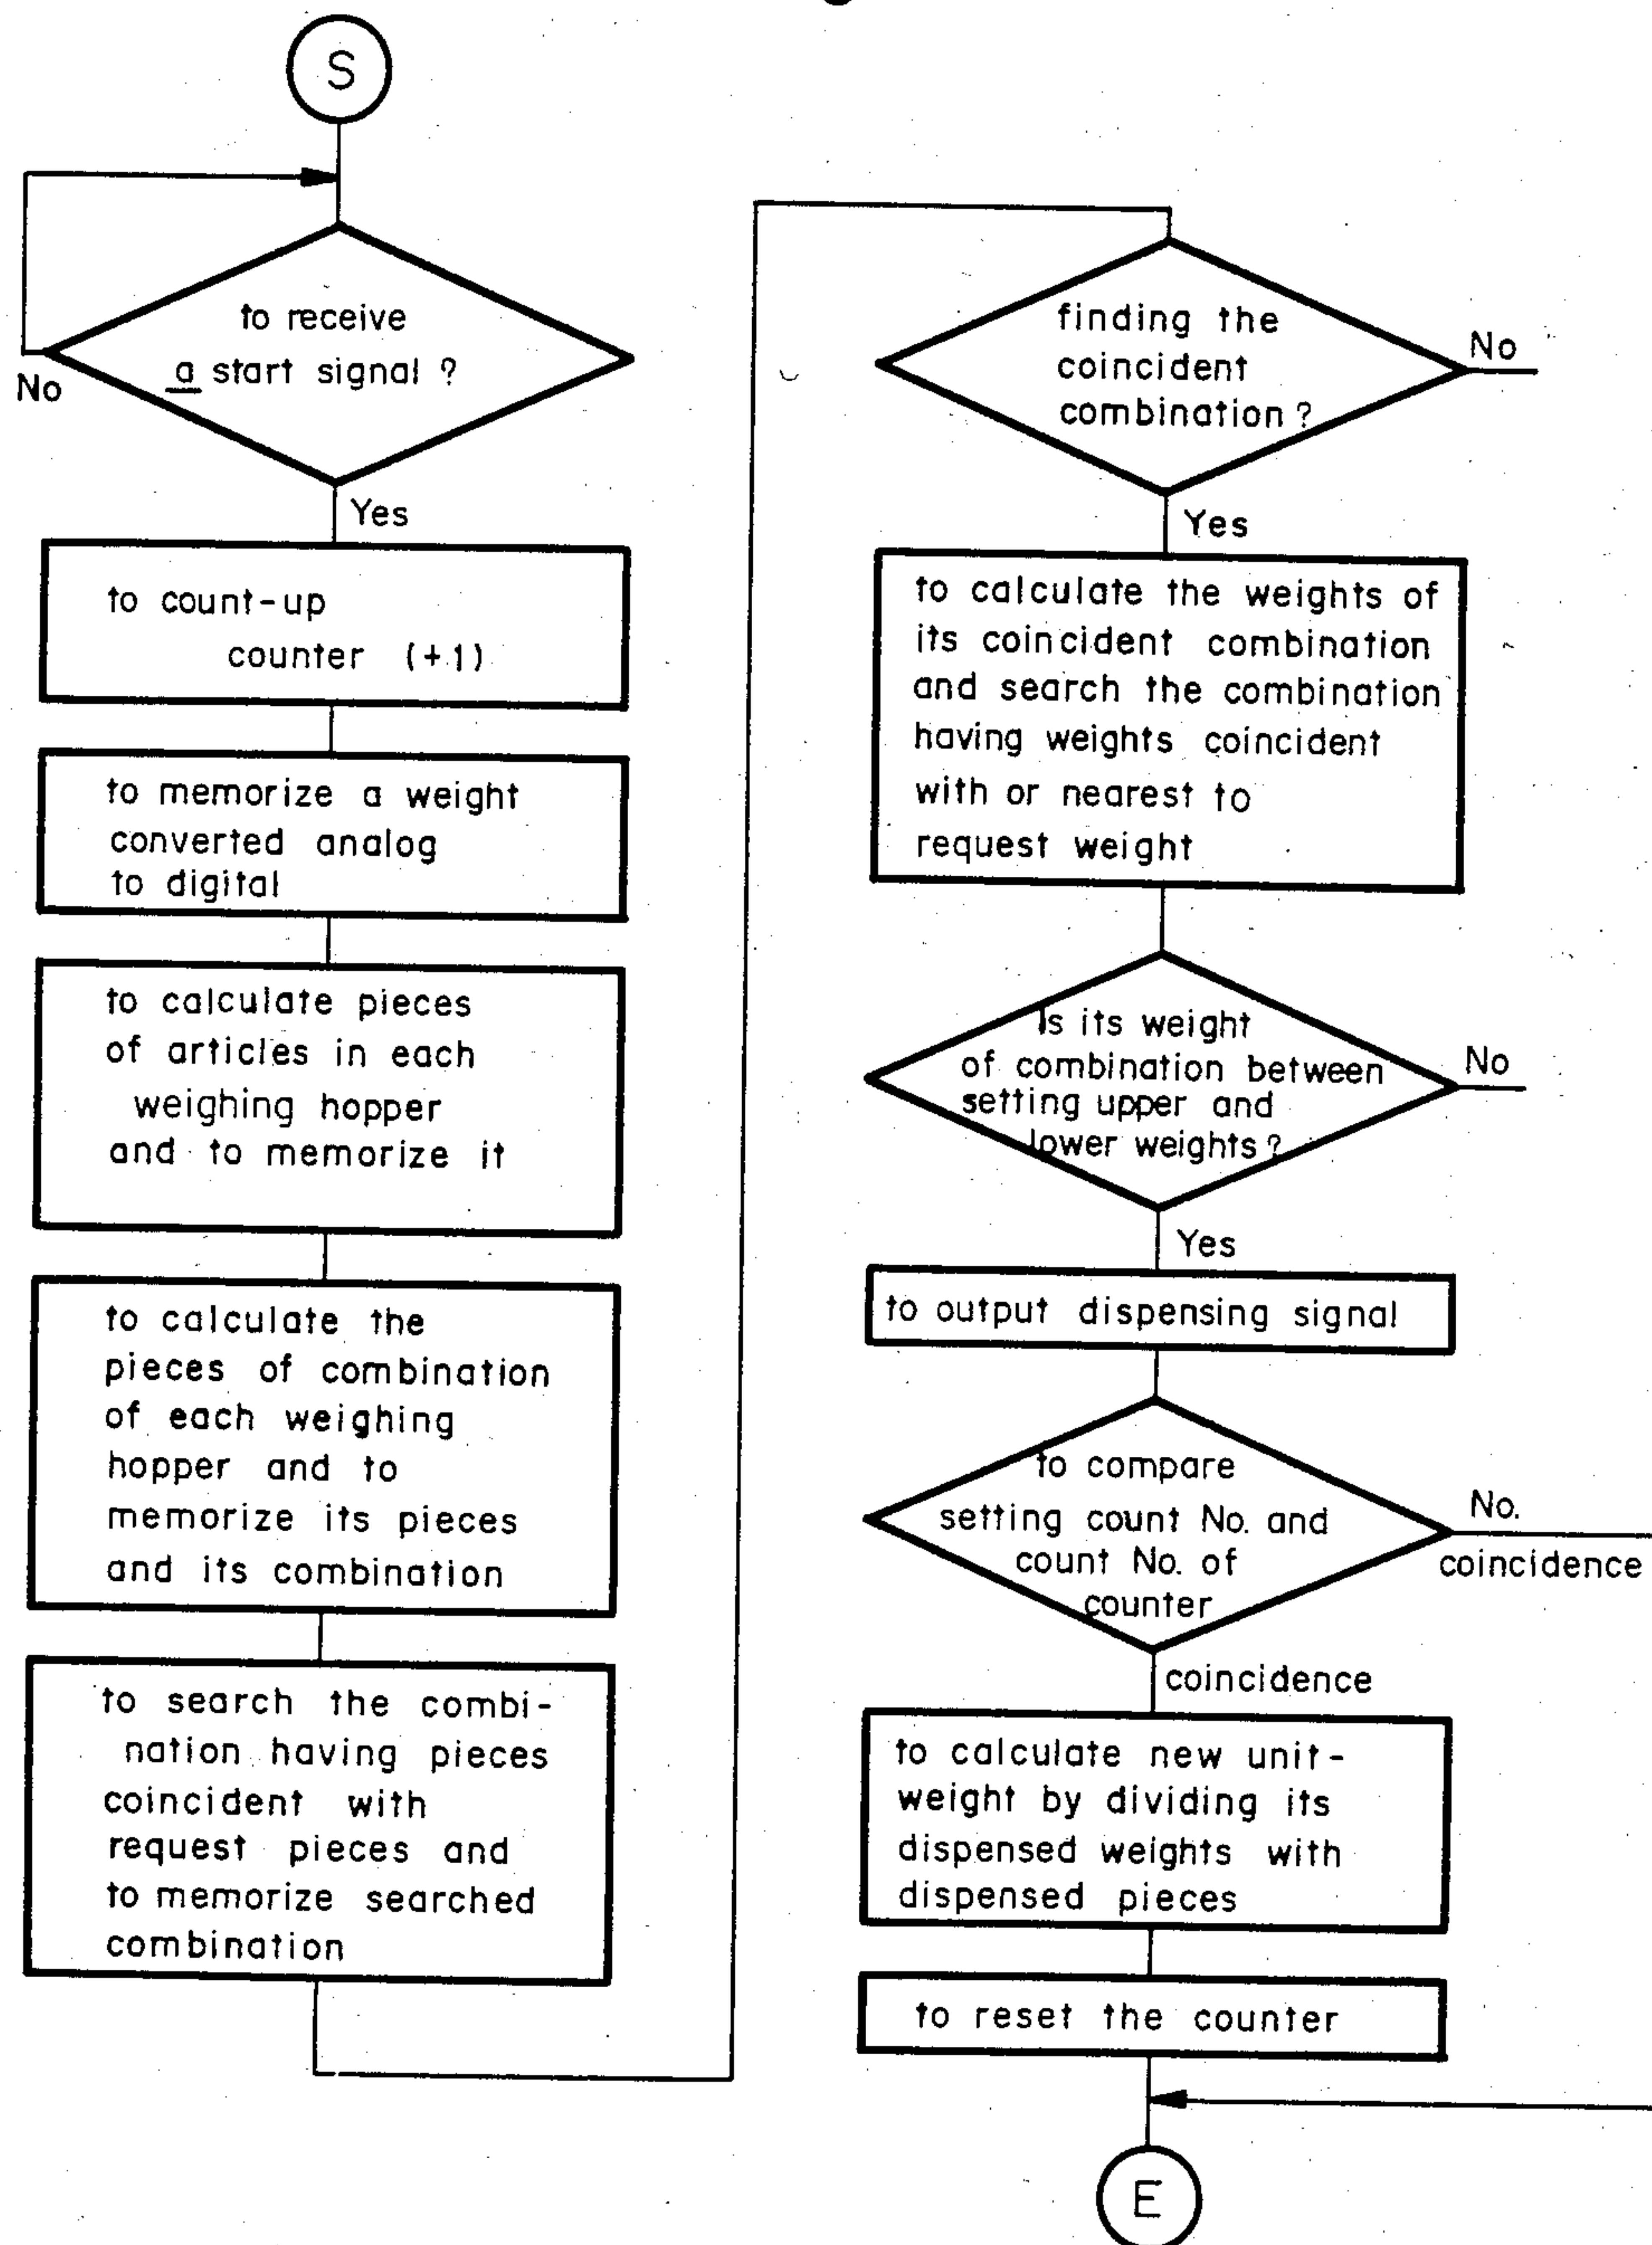 S
to receive
a start signal ?
No
Yes
to count-up
counter (+1)
to memorize a weight
converted analog
to digital
to calculate pieces
of articles in each
weighing hopper
and to memorize it
to calculate the
pieces of combination
of each weighing
hopper and to
memorize its pieces
and its combination
to search the combi-
nation having pieces
coincident with
request pieces and
to memorize searched
combination
finding the
coincident
combination ?
No
Yes
to calculate the weights of
its coincident combination
and search the combination
having weights coincident
with or nearest to
request weight
Is its weight
of combination between
setting upper and
lower weights ?
No
Yes
to output dispensing signal
to compare
setting count No. and
count No. of
counter
No.
coincidence
coincidence
to calculate new unit-
weight by dividing its
dispensed weights with
dispensed pieces
to reset the counter
E